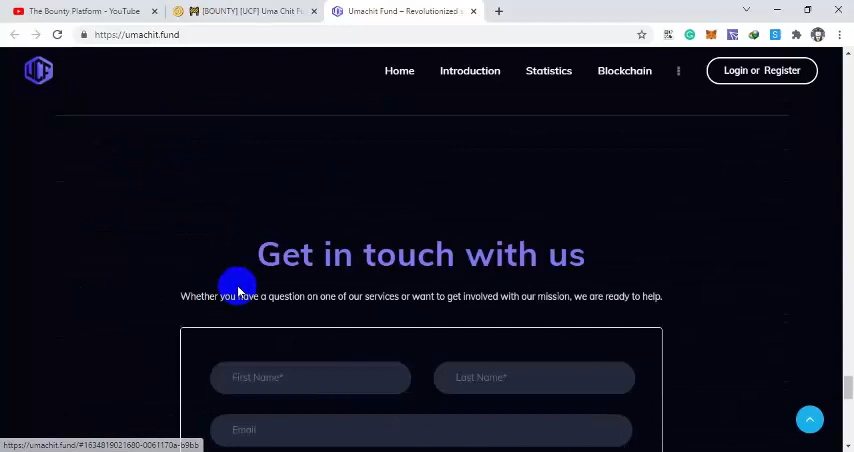 The Bounty Platform - YouTube
[BOUNTY] [UCF] Uma Chit Fund
Umachit Fund – Revolutionized
https://umachit.fund
UCF
Home Introduction Statistics Blockchain Login or Register
Get in touch with us
Whether you have a question on one of our services or want to get involved with our mission, we are ready to help.
First Name* Last Name*
Email
https://umachit.fund/#1634819021680-0061170a-b9bb